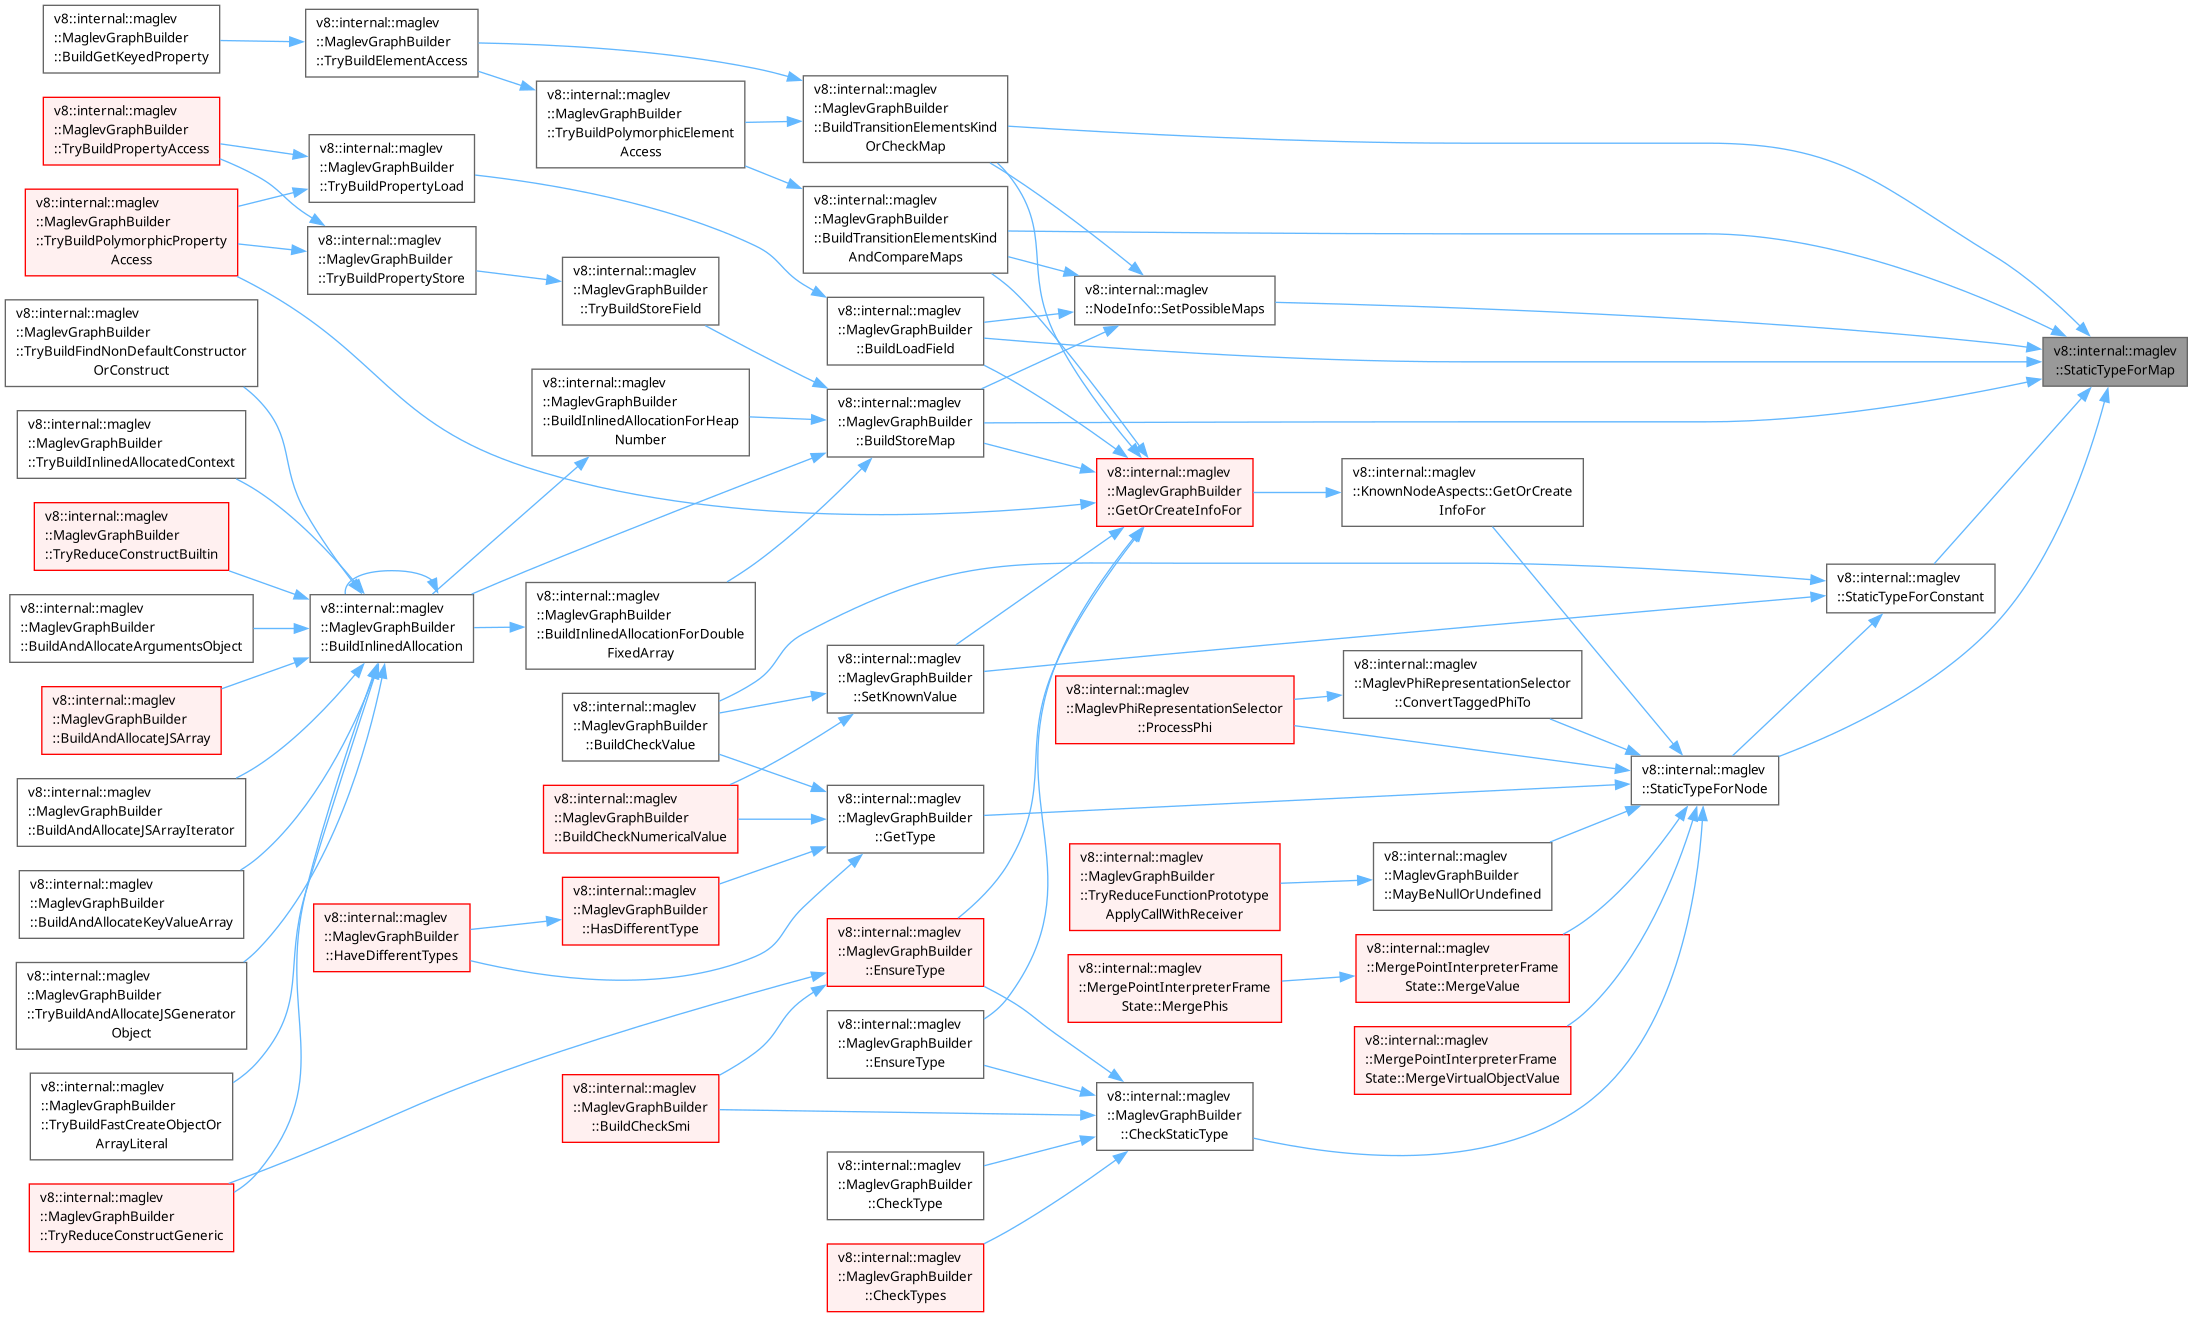 v8::internal::maglev
::MaglevGraphBuilder
::BuildGetKeyedProperty
v8::internal::maglev
::MaglevGraphBuilder
::TryBuildPropertyAccess
v8::internal::maglev
::MaglevGraphBuilder
::TryBuildPolymorphicProperty
Access
v8::internal::maglev
::MaglevGraphBuilder
::TryBuildFindNonDefaultConstructor
OrConstruct
v8::internal::maglev
::MaglevGraphBuilder
::TryBuildInlinedAllocatedContext
v8::internal::maglev
::MaglevGraphBuilder
::TryReduceConstructBuiltin
v8::internal::maglev
::MaglevGraphBuilder
::BuildAndAllocateArgumentsObject
v8::internal::maglev
::MaglevGraphBuilder
::BuildAndAllocateJSArray
v8::internal::maglev
::MaglevGraphBuilder
::BuildAndAllocateJSArrayIterator
v8::internal::maglev
::MaglevGraphBuilder
::BuildAndAllocateKeyValueArray
v8::internal::maglev
::MaglevGraphBuilder
::TryBuildAndAllocateJSGenerator
Object
v8::internal::maglev
::MaglevGraphBuilder
::TryBuildFastCreateObjectOr
ArrayLiteral
v8::internal::maglev
::MaglevGraphBuilder
::TryReduceConstructGeneric
v8::internal::maglev
::MaglevGraphBuilder
::TryBuildElementAccess
v8::internal::maglev
::MaglevGraphBuilder
::TryBuildPropertyLoad
v8::internal::maglev
::MaglevGraphBuilder
::TryBuildPropertyStore
v8::internal::maglev
::MaglevGraphBuilder
::BuildInlinedAllocation
v8::internal::maglev
::MaglevGraphBuilder
::HaveDifferentTypes
v8::internal::maglev
::MaglevGraphBuilder
::TryBuildPolymorphicElement
Access
v8::internal::maglev
::MaglevGraphBuilder
::TryBuildStoreField
v8::internal::maglev
::MaglevGraphBuilder
::BuildInlinedAllocationForHeap
Number
v8::internal::maglev
::MaglevGraphBuilder
::BuildInlinedAllocationForDouble
FixedArray
v8::internal::maglev
::MaglevGraphBuilder
::BuildCheckValue
v8::internal::maglev
::MaglevGraphBuilder
::BuildCheckNumericalValue
v8::internal::maglev
::MaglevGraphBuilder
::HasDifferentType
v8::internal::maglev
::MaglevGraphBuilder
::BuildCheckSmi
v8::internal::maglev
::MaglevGraphBuilder
::BuildTransitionElementsKind
OrCheckMap
v8::internal::maglev
::MaglevGraphBuilder
::BuildTransitionElementsKind
AndCompareMaps
v8::internal::maglev
::MaglevGraphBuilder
::BuildLoadField
v8::internal::maglev
::MaglevGraphBuilder
::BuildStoreMap
v8::internal::maglev
::MaglevGraphBuilder
::SetKnownValue
v8::internal::maglev
::MaglevGraphBuilder
::GetType
v8::internal::maglev
::MaglevGraphBuilder
::EnsureType
v8::internal::maglev
::MaglevGraphBuilder
::EnsureType
v8::internal::maglev
::MaglevGraphBuilder
::CheckType
v8::internal::maglev
::MaglevGraphBuilder
::CheckTypes
v8::internal::maglev
::NodeInfo::SetPossibleMaps
v8::internal::maglev
::MaglevGraphBuilder
::GetOrCreateInfoFor
v8::internal::maglev
::MaglevPhiRepresentationSelector
::ProcessPhi
v8::internal::maglev
::MaglevGraphBuilder
::TryReduceFunctionPrototype
ApplyCallWithReceiver
v8::internal::maglev
::MergePointInterpreterFrame
State::MergePhis
v8::internal::maglev
::MaglevGraphBuilder
::CheckStaticType
v8::internal::maglev
::KnownNodeAspects::GetOrCreate
InfoFor
v8::internal::maglev
::MaglevPhiRepresentationSelector
::ConvertTaggedPhiTo
v8::internal::maglev
::MaglevGraphBuilder
::MayBeNullOrUndefined
v8::internal::maglev
::MergePointInterpreterFrame
State::MergeValue
v8::internal::maglev
::MergePointInterpreterFrame
State::MergeVirtualObjectValue
v8::internal::maglev
::StaticTypeForNode
v8::internal::maglev
::StaticTypeForConstant
v8::internal::maglev
::StaticTypeForMap